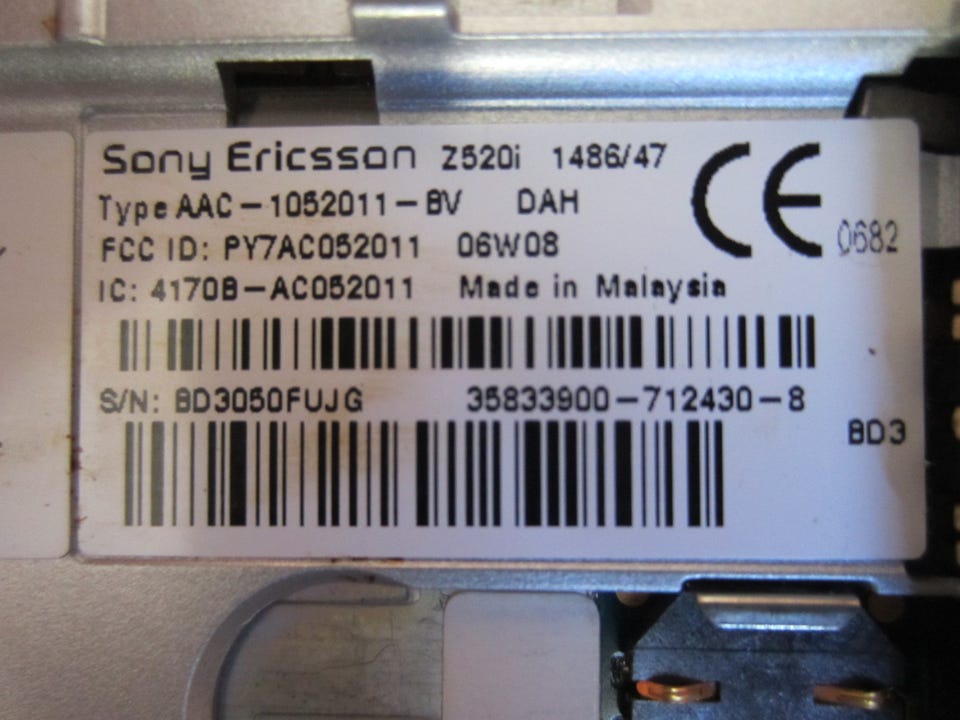 Sony Ericsson Z520i 1486/47
Type AAC-1052011-BV DAH
FCC ID: PY7AC052011 06W08
IC: 4170B-AC052011 Made in Malaysia
CE 0682
S/N: BD3050FUJG 35833900-712430-8
BD3